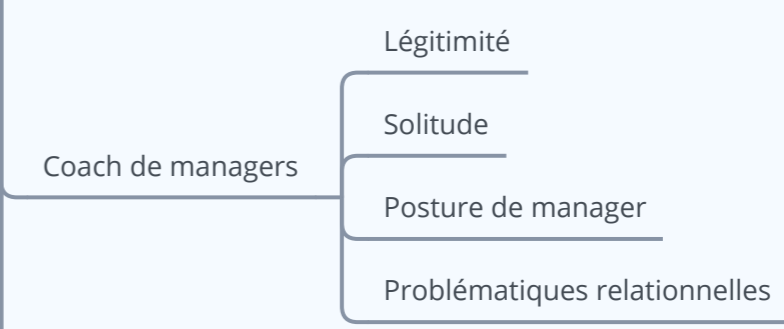 Légitimité
Solitude
Coach de managers
Posture de manager
Problématiques relationnelles